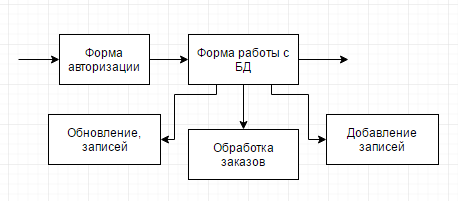 Форма
авторизации
Форма работы с
БД
Обновление,
записей
Обработка
заказов
Добавление
записей